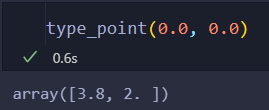 type_point(0.0, 0.0)
0.6s
array([3.8, 2. ])